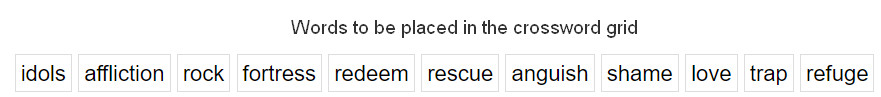 Words to be placed in the crossword grid
idols affliction rock fortress redeem rescue anguish shame love trap refuge